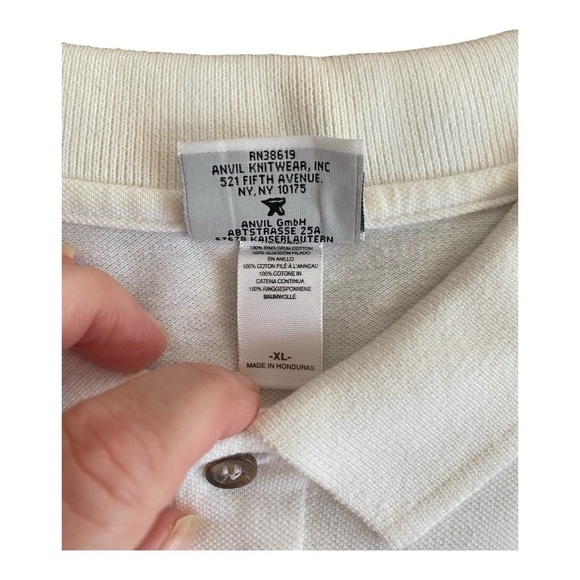 RN38619
ANVIL KNITWEAR, INC
521 FIFTH AVENUE,
NY, NY 10175
ANVIL GmbH
ABTSTRASSE 25A
57678 KAISERLAUTERN
100% RING SPUN COTTON
100% ALGODÓN HILADO
EN ANILLO
100% COTON FILÉ À L'ANNEAU
100% COTONE IN
CATENA CONTINUA
100% RINGGESPONNENE
BAUMWOLLE
-XL-
MADE IN HONDURAS